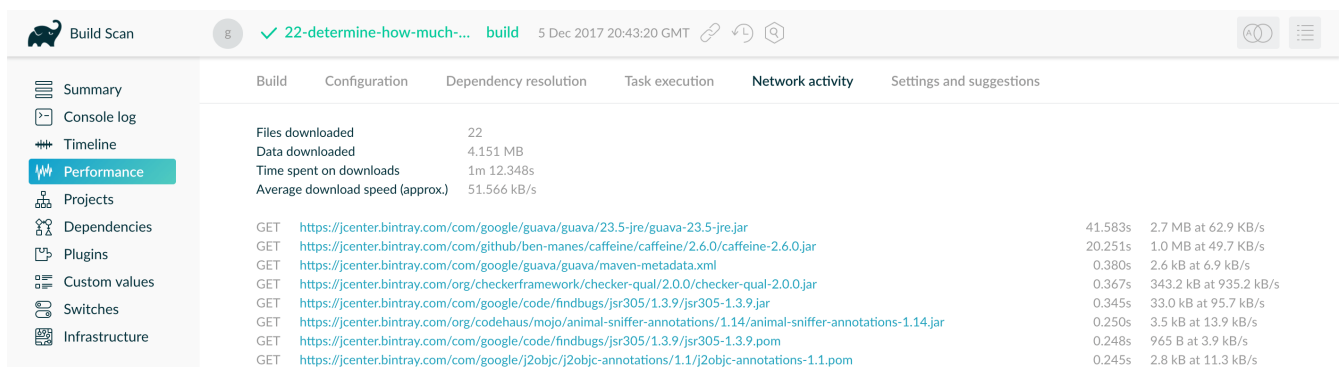 Build Scan
g
22-determine-how-much-... build 5 Dec 2017 20:43:20 GMT
Summary
Console log
Timeline
Performance
Projects
Dependencies
Plugins
Custom values
Switches
Infrastructure
Build Configuration Dependency resolution Task execution Network activity Settings and suggestions
Files downloaded 22
Data downloaded 4.151 MB
Time spent on downloads 1m 12.348s
Average download speed (approx.) 51.566 kB/s
GET https://jcenter.bintray.com/com/google/guava/guava/23.5-jre/guava-23.5-jre.jar 41.583s 2.7 MB at 62.9 KB/s
GET https://jcenter.bintray.com/com/github/ben-manes/caffeine/caffeine/2.6.0/caffeine-2.6.0.jar 20.251s 1.0 MB at 49.7 KB/s
GET https://jcenter.bintray.com/com/google/guava/guava/maven-metadata.xml 0.380s 2.6 kB at 6.9 kB/s
GET https://jcenter.bintray.com/org/checkerframework/checker-qual/2.0.0/checker-qual-2.0.0.jar 0.367s 343.2 kB at 935.2 kB/s
GET https://jcenter.bintray.com/com/google/code/findbugs/jsr305/1.3.9/jsr305-1.3.9.jar 0.345s 33.0 kB at 95.7 kB/s
GET https://jcenter.bintray.com/org/codehaus/mojo/animal-sniffer-annotations/1.14/animal-sniffer-annotations-1.14.jar 0.250s 3.5 kB at 13.9 kB/s
GET https://jcenter.bintray.com/com/google/code/findbugs/jsr305/1.3.9/jsr305-1.3.9.pom 0.248s 965 B at 3.9 kB/s
GET https://jcenter.bintray.com/com/google/j2objc/j2objc-annotations/1.1/j2objc-annotations-1.1.pom 0.245s 2.8 kB at 11.3 kB/s